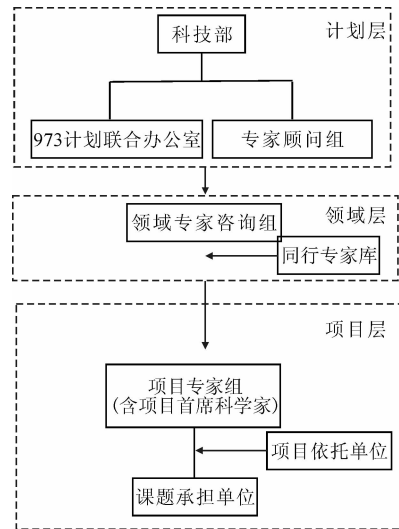 科技部
计划层
973计划联合办公室
专家顾问组
领域层
领域专家咨询组
同行专家库
项目层
项目专家组
(含项目首席科学家)
项目依托单位
课题承担单位